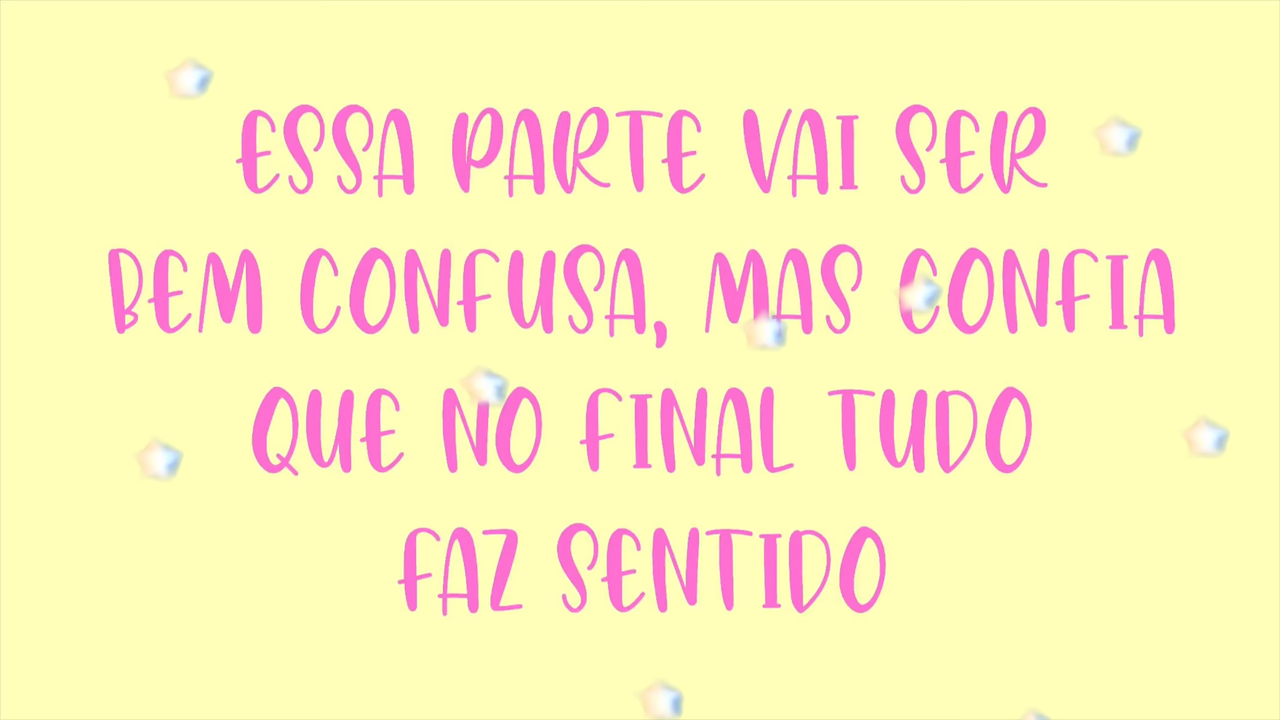 ESSA PARTE VAI SER
BEM CONFUSA, MAS CONFIA
QUE NO FINAL TUDO
FAZ SENTIDO